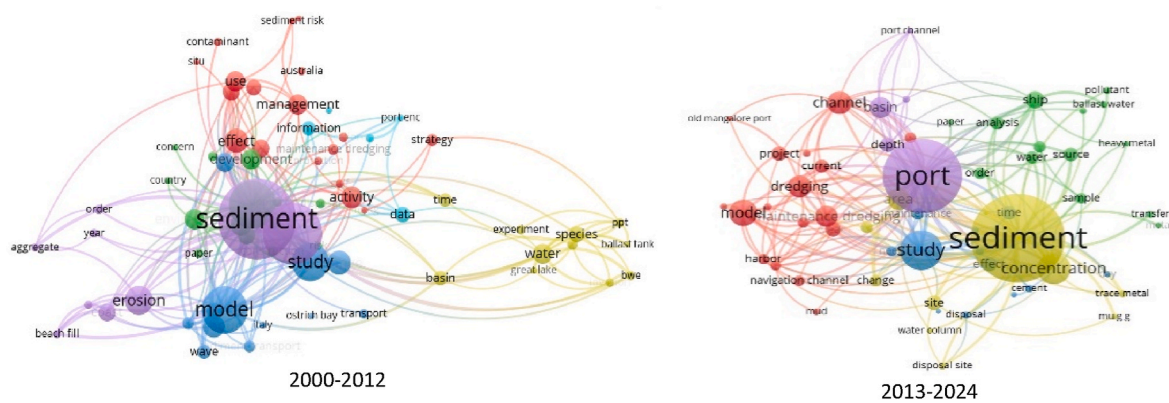 sediment risk
contaminant
situ
use
australia
management
information
port enc
effect
concern
development
maintenance dredging
strategy
country
activity
time
order
sediment
data
year
aggregate
paper
study
experiment
ppt
species
water
ballast tank
great lake
basin
bwe
erosion
model
beach fill
italy
ostrich bay
transport
wave
2000-2012
port channel
pollutant
channel
basin
ship
ballast water
old mangalore port
paper
analysis
depth
heavy metal
project
current
water
source
port
order
dredging
sample
area
model
maintenance dredging
maintenance
time
transfer
study
sediment
harbor
effect
concentration
navigation channel
change
cement
trace metal
site
mud
disposal
water column
disposal site
2013-2024